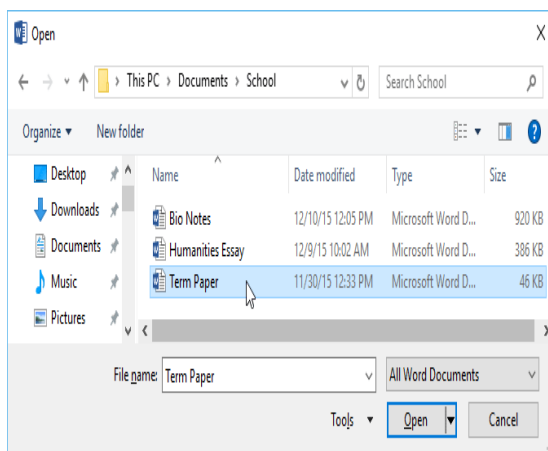 Open
This PC > Documents > School
Search School
Organize
New folder
Name
Date modified
Type
Size
Desktop
Downloads
Documents
Music
Pictures
Bio Notes 12/10/15 12:05 PM Microsoft Word D... 920 KB
Humanities Essay 12/9/15 10:02 AM Microsoft Word D... 386 KB
Term Paper 11/30/15 12:33 PM Microsoft Word D... 46 KB
File name: Term Paper
All Word Documents
Tools
Open
Cancel